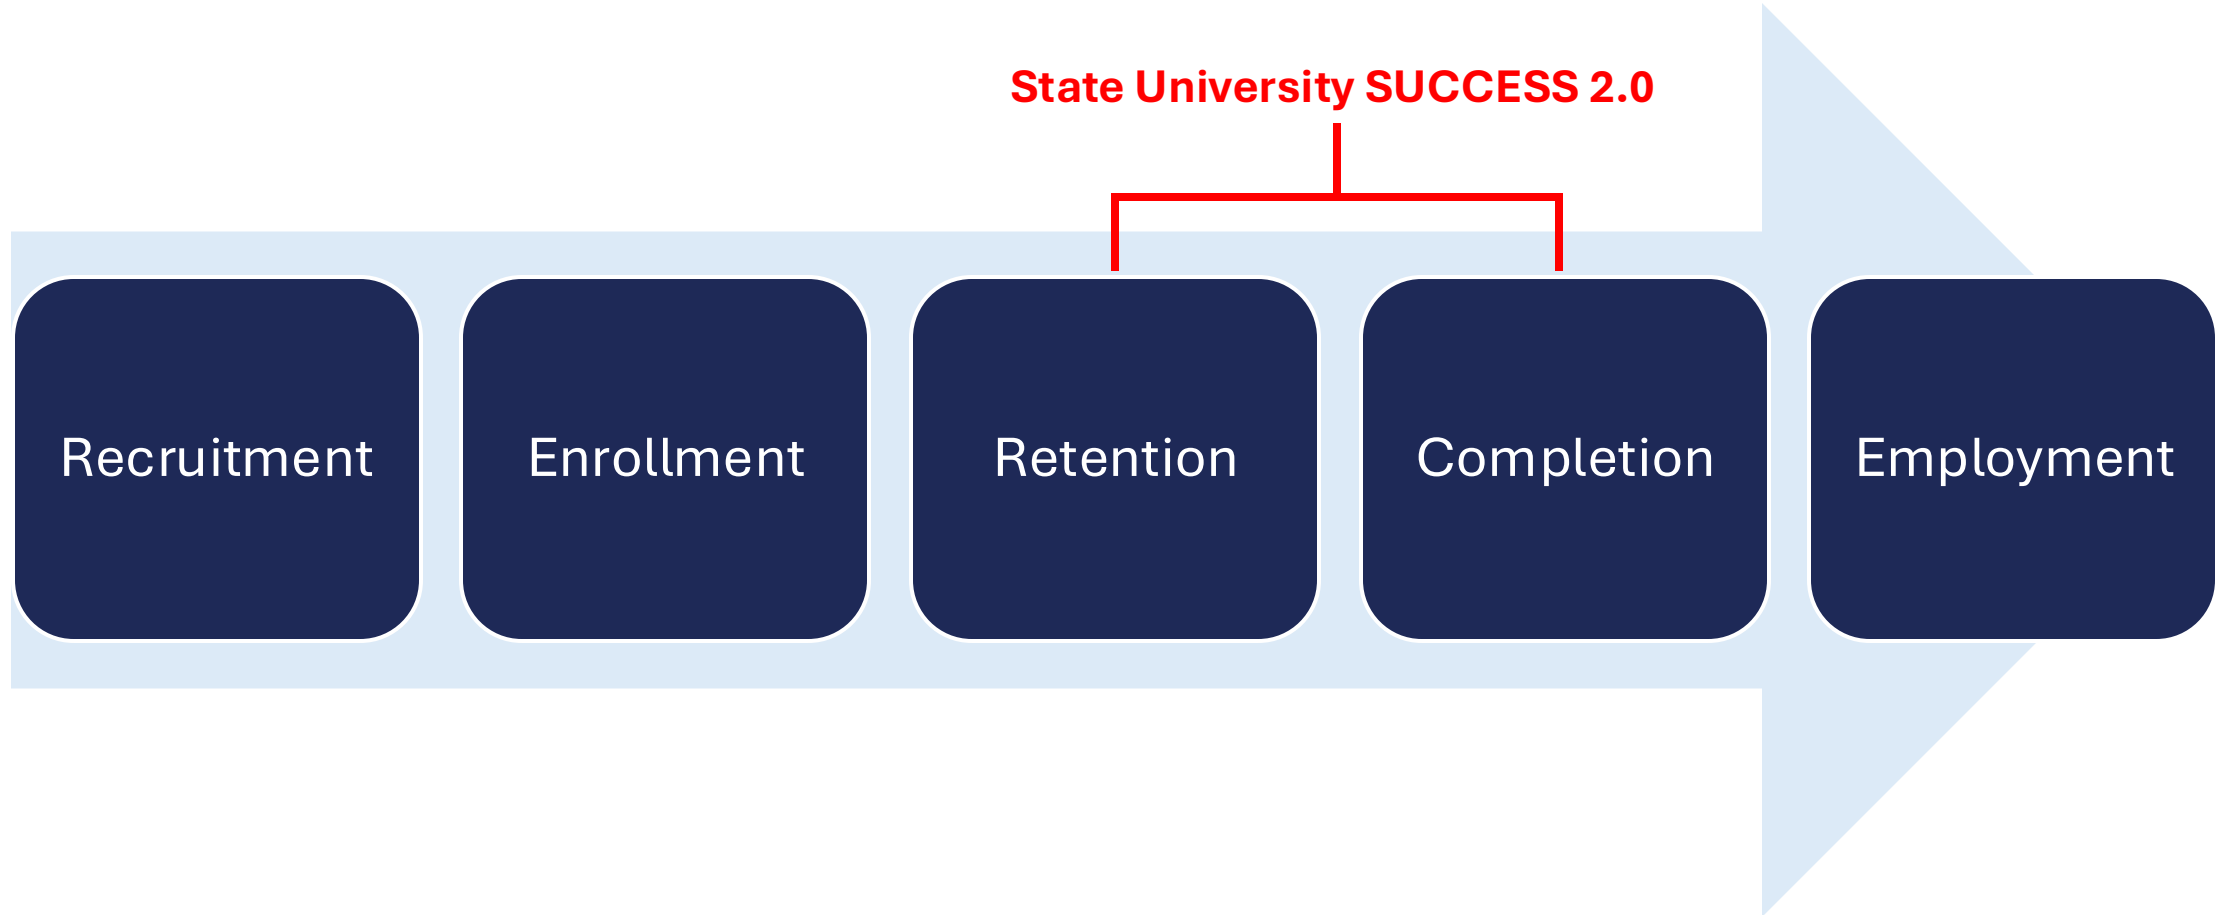 State University SUCCESS 2.0
Recruitment
Enrollment
Retention
Completion
Employment